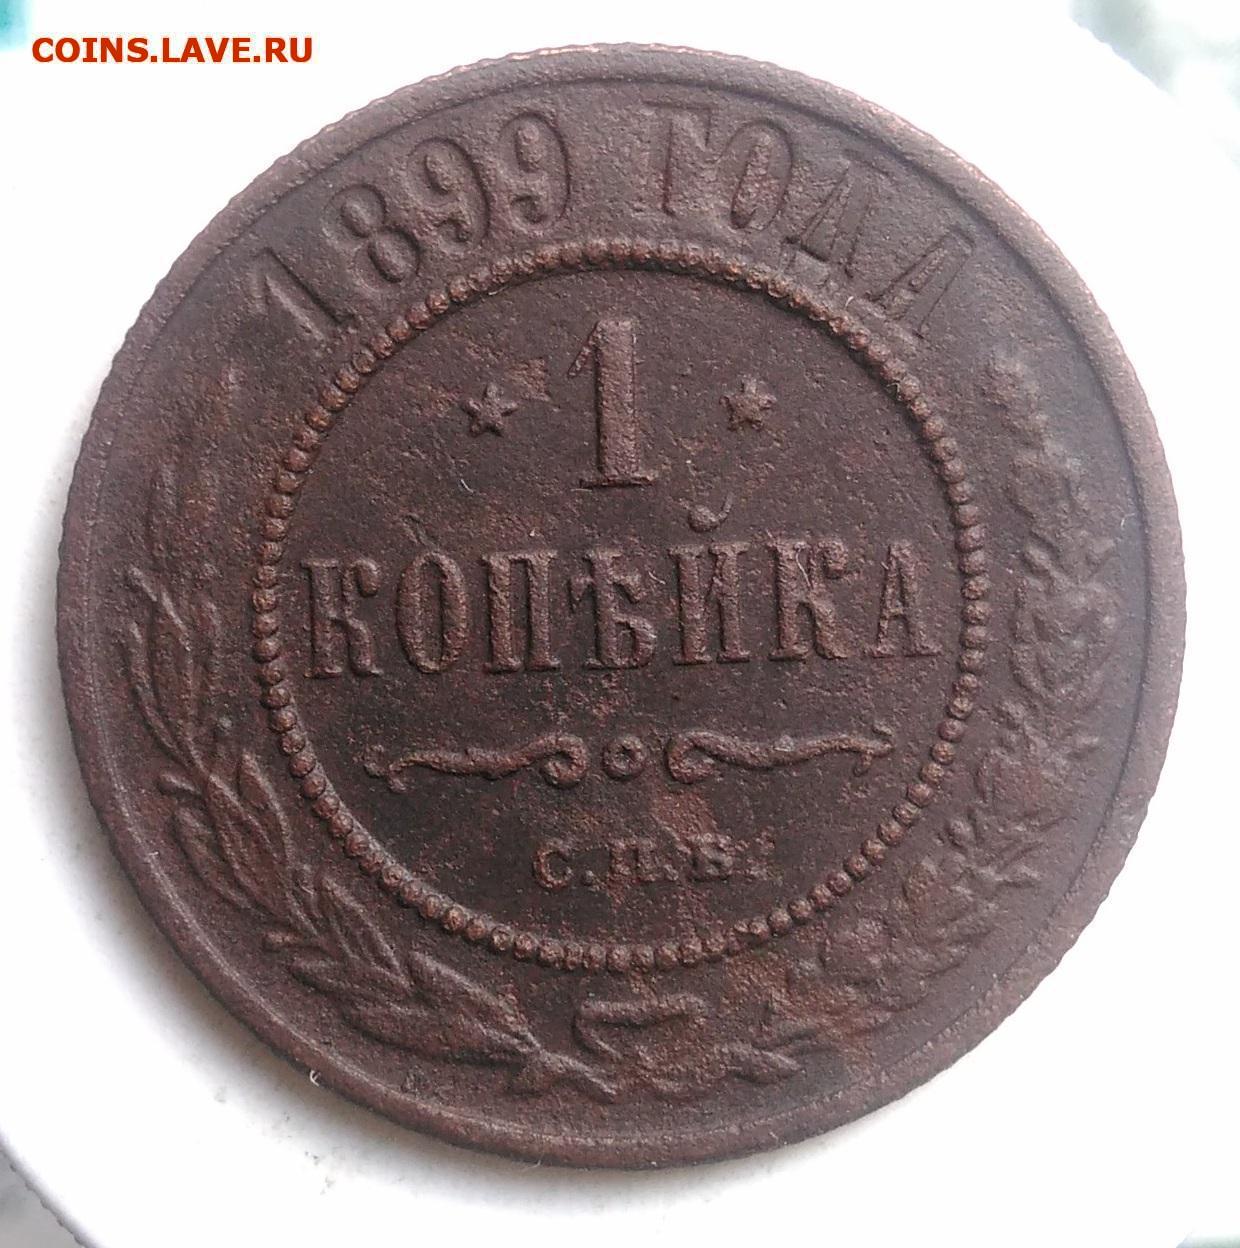 COINS.LAVE.RU
1899 ГОДА
1
КОПѢЙКА
С.П.Б.